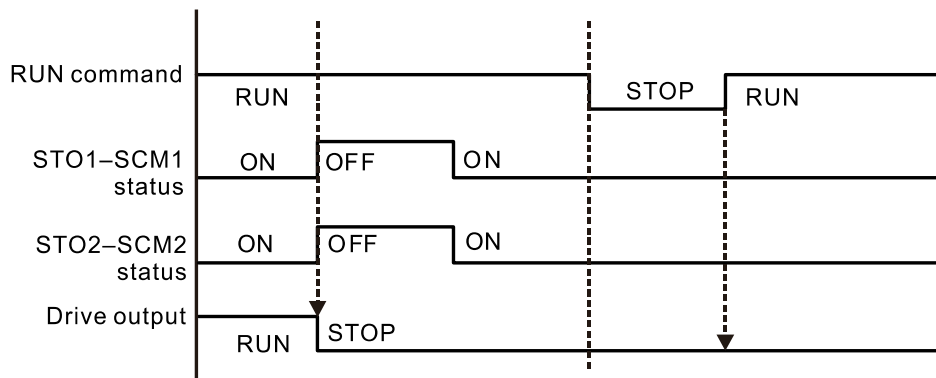 RUN command
RUN
STOP
RUN
STO1–SCM1
status
ON
OFF
ON
STO2–SCM2
status
ON
OFF
ON
Drive output
RUN
STOP